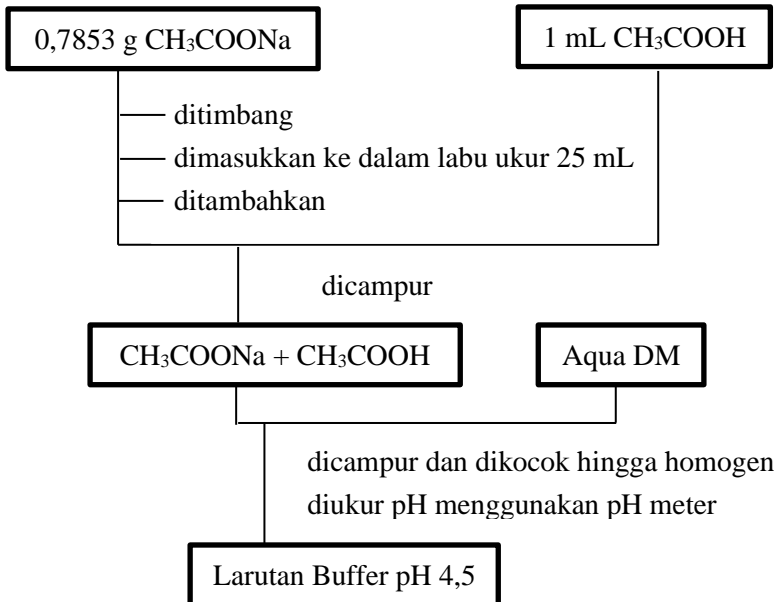 0,7853 g CH₃COONa
1 mL CH₃COOH
ditimbang
dimasukkan ke dalam labu ukur 25 mL
ditambahkan
dicampur
CH₃COONa + CH₃COOH
Aqua DM
dicampur dan dikocok hingga homogen
diukur pH menggunakan pH meter
Larutan Buffer pH 4,5